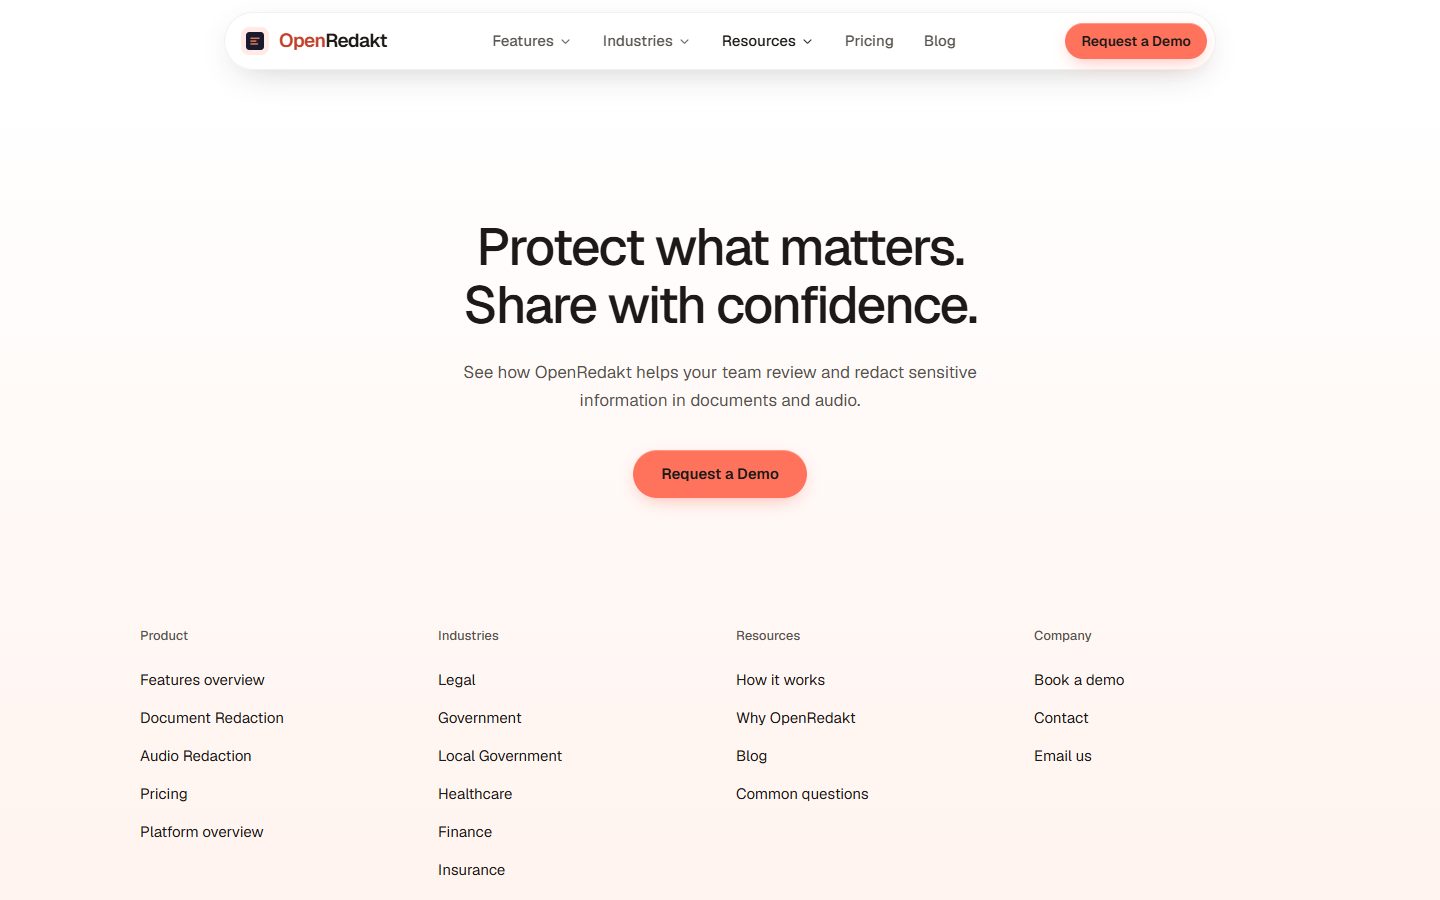 OpenRedakt
Features
Industries
Resources
Pricing
Blog
Request a Demo
Protect what matters.
Share with confidence.
See how OpenRedakt helps your team review and redact sensitive
information in documents and audio.
Request a Demo
Product
Features overview
Document Redaction
Audio Redaction
Pricing
Platform overview
Industries
Legal
Government
Local Government
Healthcare
Finance
Insurance
Resources
How it works
Why OpenRedakt
Blog
Common questions
Company
Book a demo
Contact
Email us